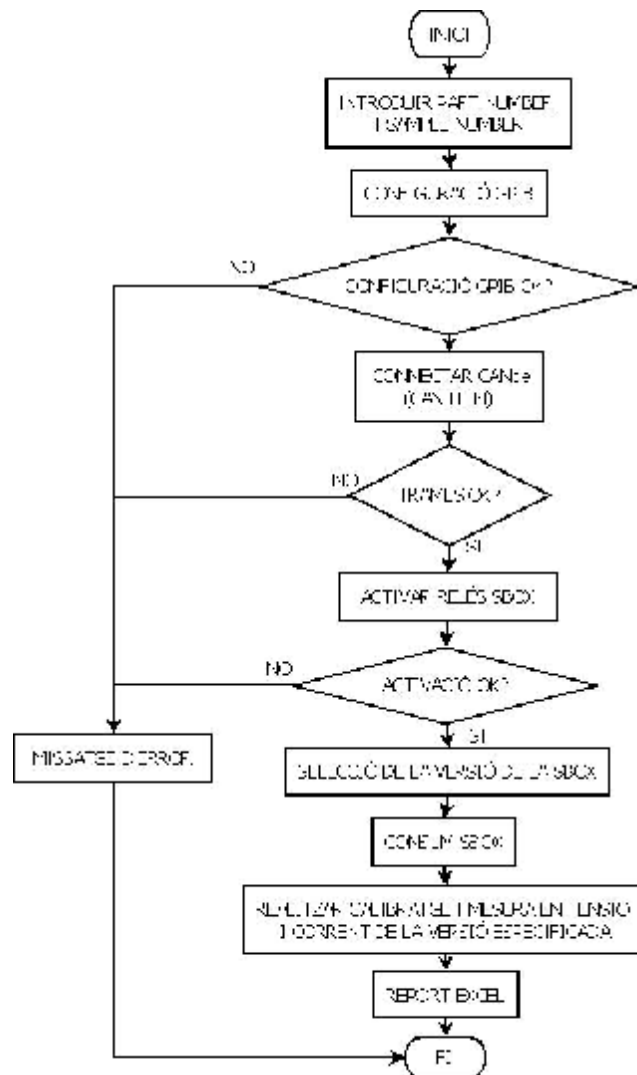 INICI
INTRODUIR PART NUMBER
I SAMPLE NUMBER
CONFIGURACIÓ GPIB
NO
CONFIGURACIÓ GPIB OK?
CONNECTAR CANoe
NO
TRAMES OK?
SI
ACTIVAR RELÉS SBOX
NO
ACTIVACIÓ OK?
SI
MISSATGE D'ERROR
SELECCIÓ DE LA VERSIÓ DE LA SBOX
CONSUM SBOX
REALITZAR CALIBRATGE I MESURA EN TENSIÓ
I CORRENT DE LA VERSIÓ ESPECIFICADA
REPORT EXCEL
FI